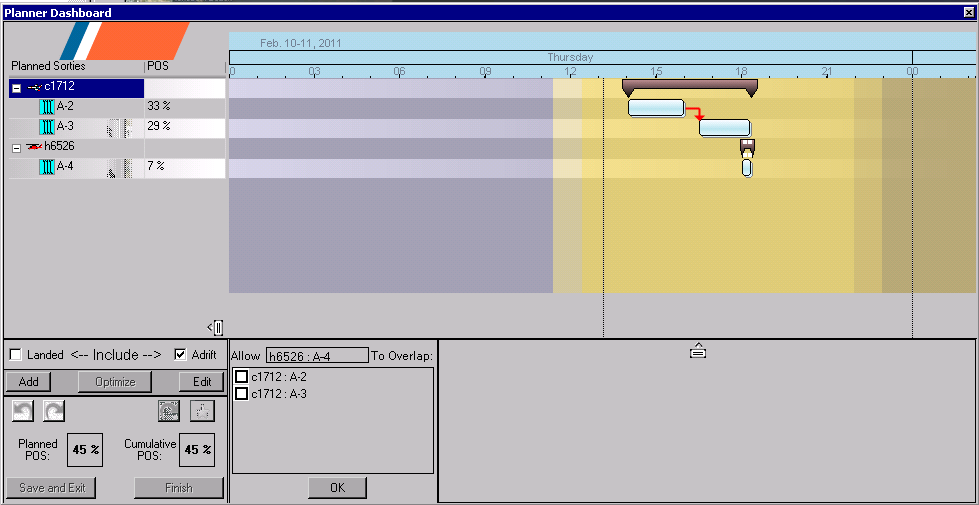 Planner Dashboard
Feb. 10-11, 2011
Thursday
Planned Sorties POS
0 03 06 09 12 15 18 21 00
c1712
A-2 33 %
A-3 29 %
h6526
A-4 7 %
Landed <-- Include --> Adrift
Add Optimize Edit
Planned POS: 45 % Cumulative POS: 45 %
Save and Exit Finish
Allow h6526 : A-4 To Overlap:
c1712 : A-2
c1712 : A-3
OK